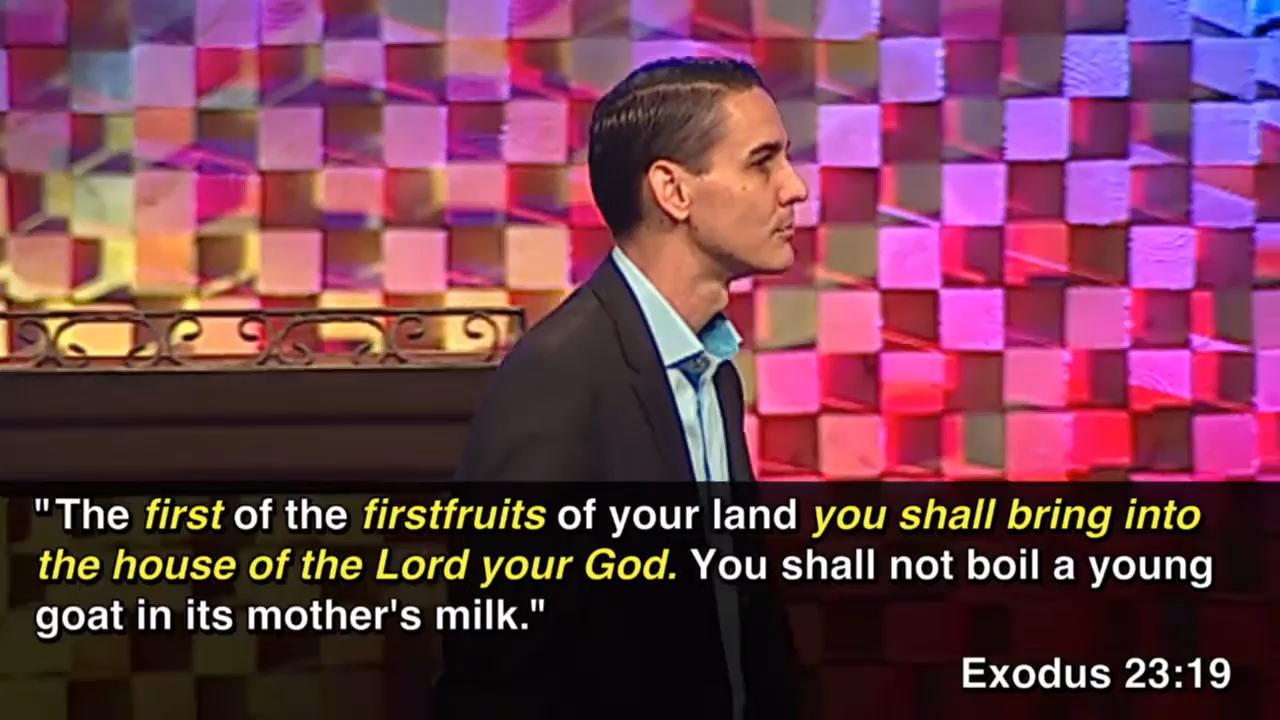 "The first of the firstfruits of your land you shall bring into
the house of the Lord your God. You shall not boil a young
goat in its mother's milk."
Exodus 23:19